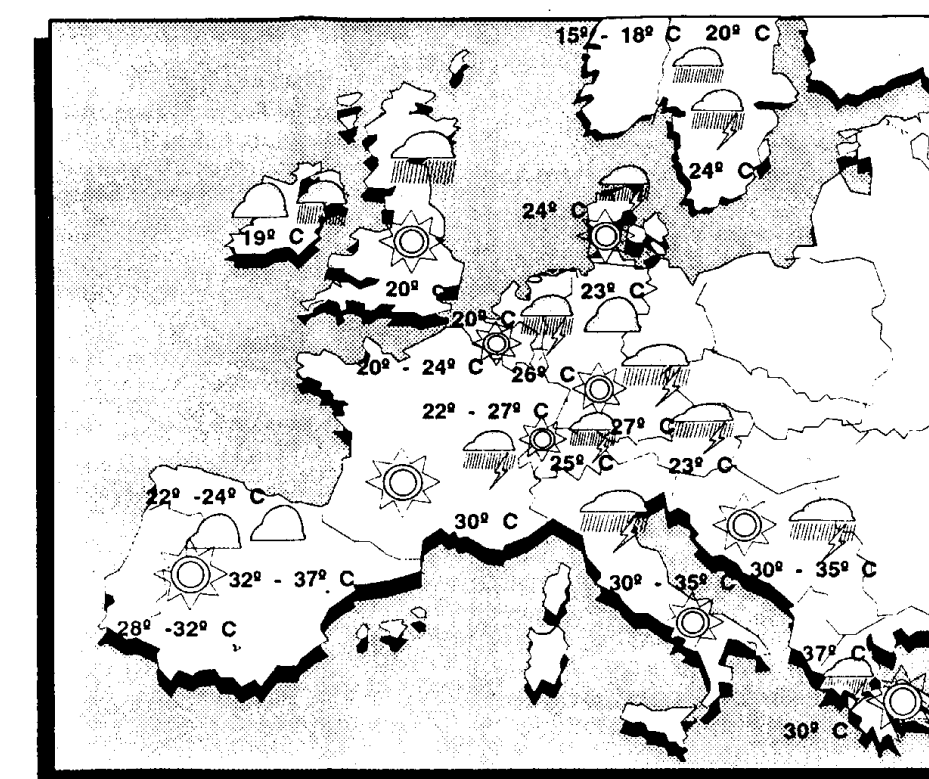 15º - 18º C 20º C
24º C
24º C
19º C
20º C
23º C
20º C
20º - 24º C
26º C
22º - 27º C
27º C
25º C
23º C
22º -24º C
30º C
32º - 37º C
30º - 35º C
30º - 35º C
28º -32º C
37º C
30º C